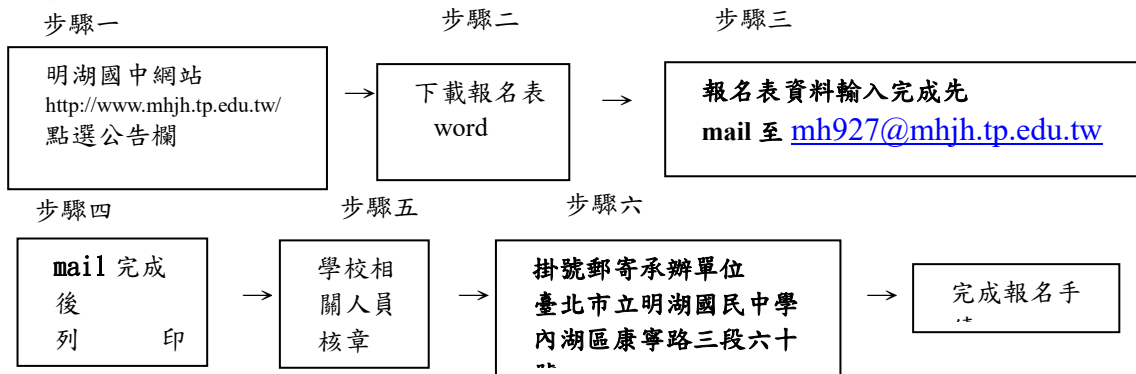 步驟一
步驟二
步驟三
明湖國中網站
http://www.mhjh.tp.edu.tw/
點選公告欄
→
下載報名表
word
→
報名表資料輸入完成先
mail 至 mh927@mhjh.tp.edu.tw
步驟四
步驟五
步驟六
mail 完成
後
列 印
→
學校相
關人員
核章
→
掛號郵寄承辦單位
臺北市立明湖國民中學
內湖區康寧路三段六十
→
完成報名手